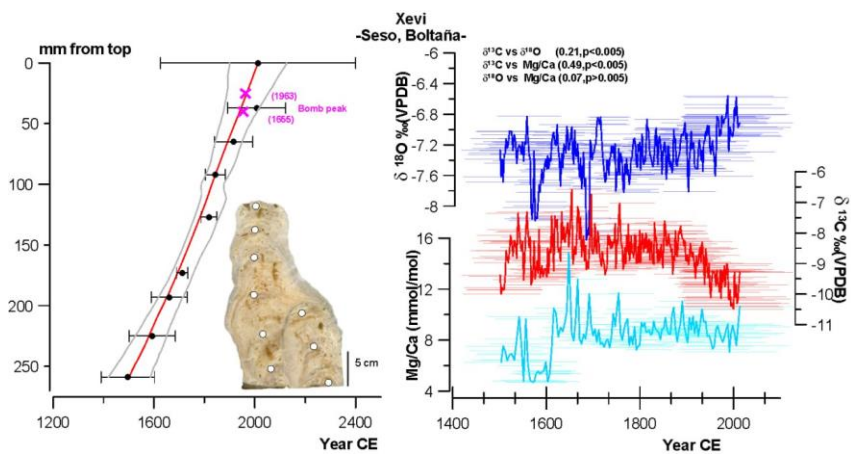 Xevi
-Seso, Boltaña-
mm from top
0
50
100
150
200
250
1200
1600
2000
2400
Year CE
(1963)
Bomb peak
(1655)
5 cm
δ¹³C vs δ¹⁸O (0.21,p<0.005)
δ¹³C vs Mg/Ca (0.49,p<0.005)
δ¹⁸O vs Mg/Ca (0.07,p>0.005)
-6
-6.4
-6.8
-7.2
-7.6
-8
δ ¹⁸O ‰(VPDB)
-6
-7
-8
-9
-10
-11
δ ¹³C ‰(VPDB)
16
12
8
4
Mg/Ca (mmol/mol)
1400
1600
1800
2000
Year CE